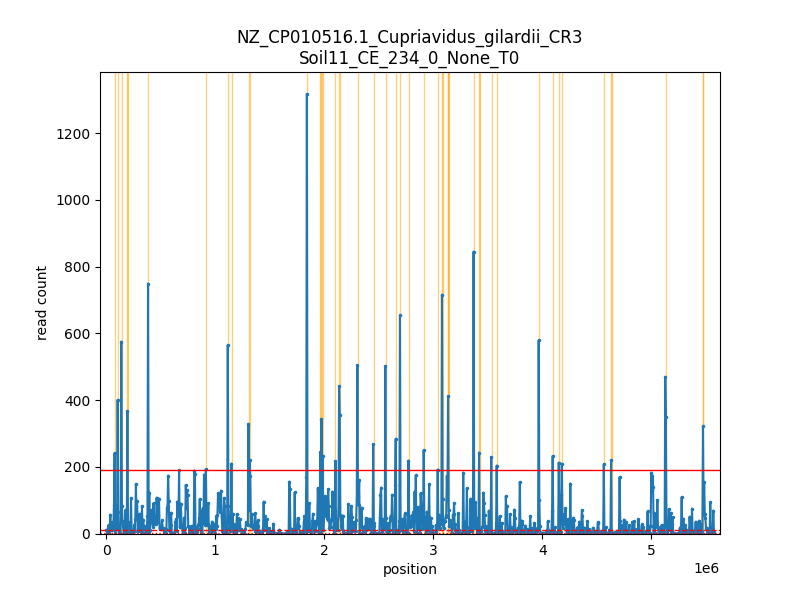 NZ_CP010516.1_Cupriavidus_gilardii_CR3
Soil11_CE_234_0_None_T0
1200
1000
800
600
400
200
0
read count
0 1 2 3 4 5
1e6
position